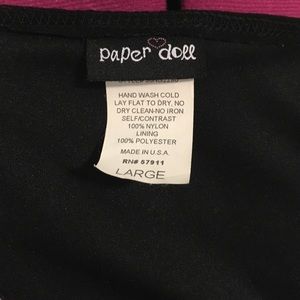 paper doll
HAND WASH COLD
LAY FLAT TO DRY, NO
DRY CLEAN-NO IRON
SELF/CONTRAST
100% NYLON
LINING
100% POLYESTER
MADE IN U.S.A.
RN# 57911
LARGE